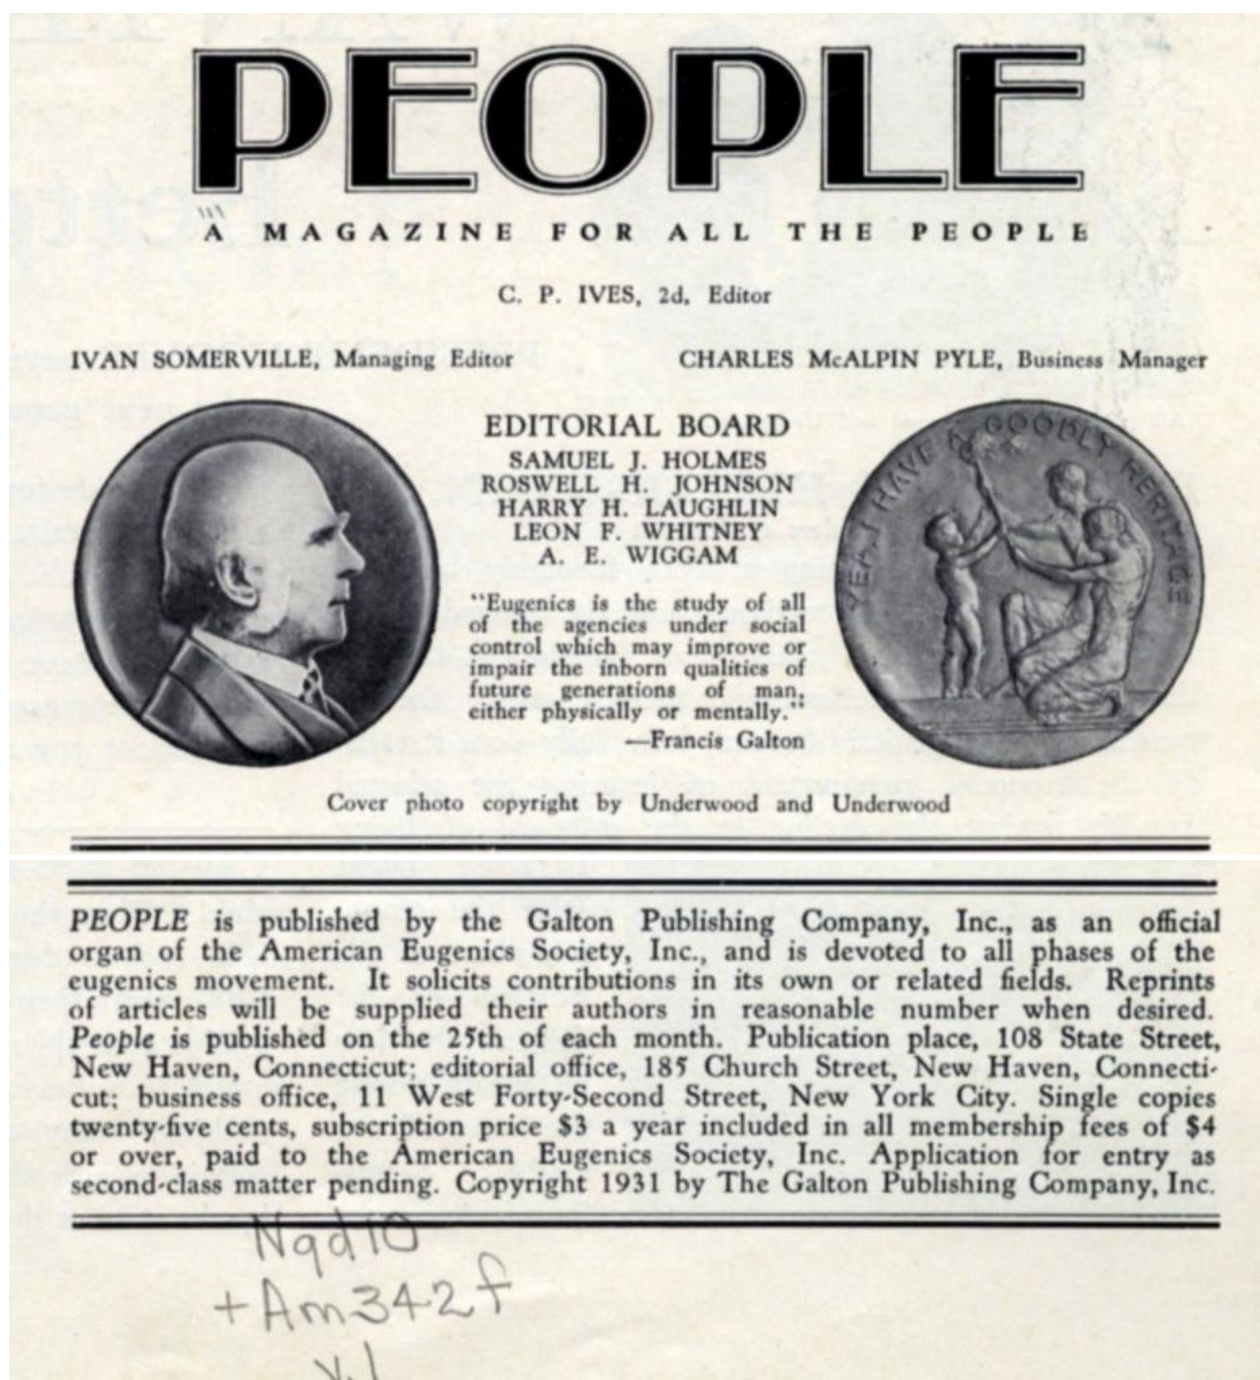 PEOPLE
A MAGAZINE FOR ALL THE PEOPLE
C. P. IVES, 2d, Editor
IVAN SOMERVILLE, Managing Editor
CHARLES McALPIN PYLE, Business Manager
EDITORIAL BOARD
SAMUEL J. HOLMES
ROSWELL H. JOHNSON
HARRY H. LAUGHLIN
LEON F. WHITNEY
A. E. WIGGAM
"Eugenics is the study of all
of the agencies under social
control which may improve or
impair the inborn qualities of
future generations of man,
either physically or mentally."
—Francis Galton
YEA, I HAVE A GOODLY HERITAGE
Cover photo copyright by Underwood and Underwood
PEOPLE is published by the Galton Publishing Company, Inc., as an official
organ of the American Eugenics Society, Inc., and is devoted to all phases of the
eugenics movement. It solicits contributions in its own or related fields. Reprints
of articles will be supplied their authors in reasonable number when desired.
People is published on the 25th of each month. Publication place, 108 State Street,
New Haven, Connecticut; editorial office, 185 Church Street, New Haven, Connecti-
cut; business office, 11 West Forty-Second Street, New York City. Single copies
twenty-five cents, subscription price $3 a year included in all membership fees of $4
or over, paid to the American Eugenics Society, Inc. Application for entry as
second-class matter pending. Copyright 1931 by The Galton Publishing Company, Inc.
Nqd10
+Am342f
v.1